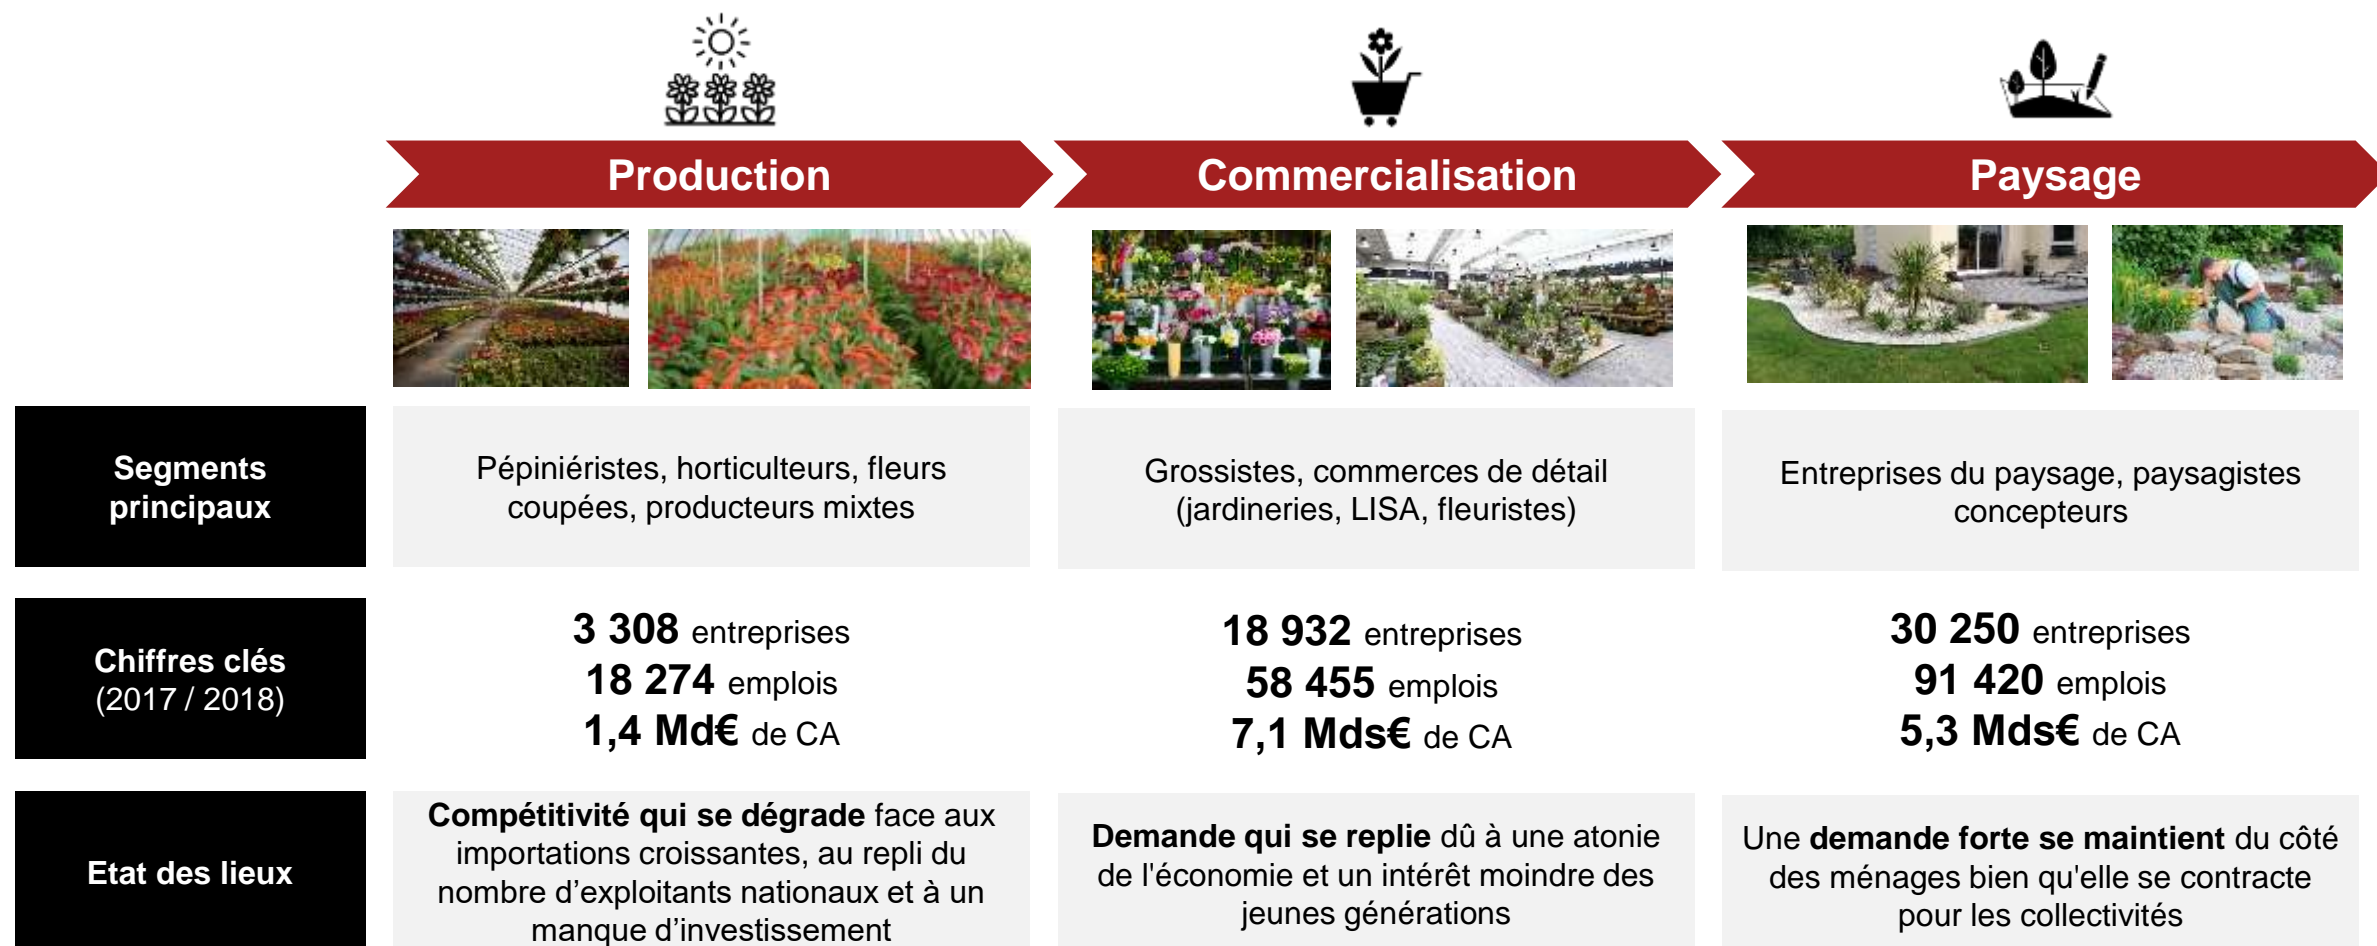 Production
Commercialisation
Paysage
Segments
principaux
Pépiniéristes, horticulteurs, fleurs
coupées, producteurs mixtes
Grossistes, commerces de détail
(jardineries, LISA, fleuristes)
Entreprises du paysage, paysagistes
concepteurs
Chiffres clés
(2017 / 2018)
3 308 entreprises
18 274 emplois
1,4 Md€ de CA
18 932 entreprises
58 455 emplois
7,1 Mds€ de CA
30 250 entreprises
91 420 emplois
5,3 Mds€ de CA
Etat des lieux
Compétitivité qui se dégrade face aux
importations croissantes, au repli du
nombre d’exploitants nationaux et à un
manque d’investissement
Demande qui se replie dû à une atonie
de l'économie et un intérêt moindre des
jeunes générations
Une demande forte se maintient du côté
des ménages bien qu'elle se contracte
pour les collectivités